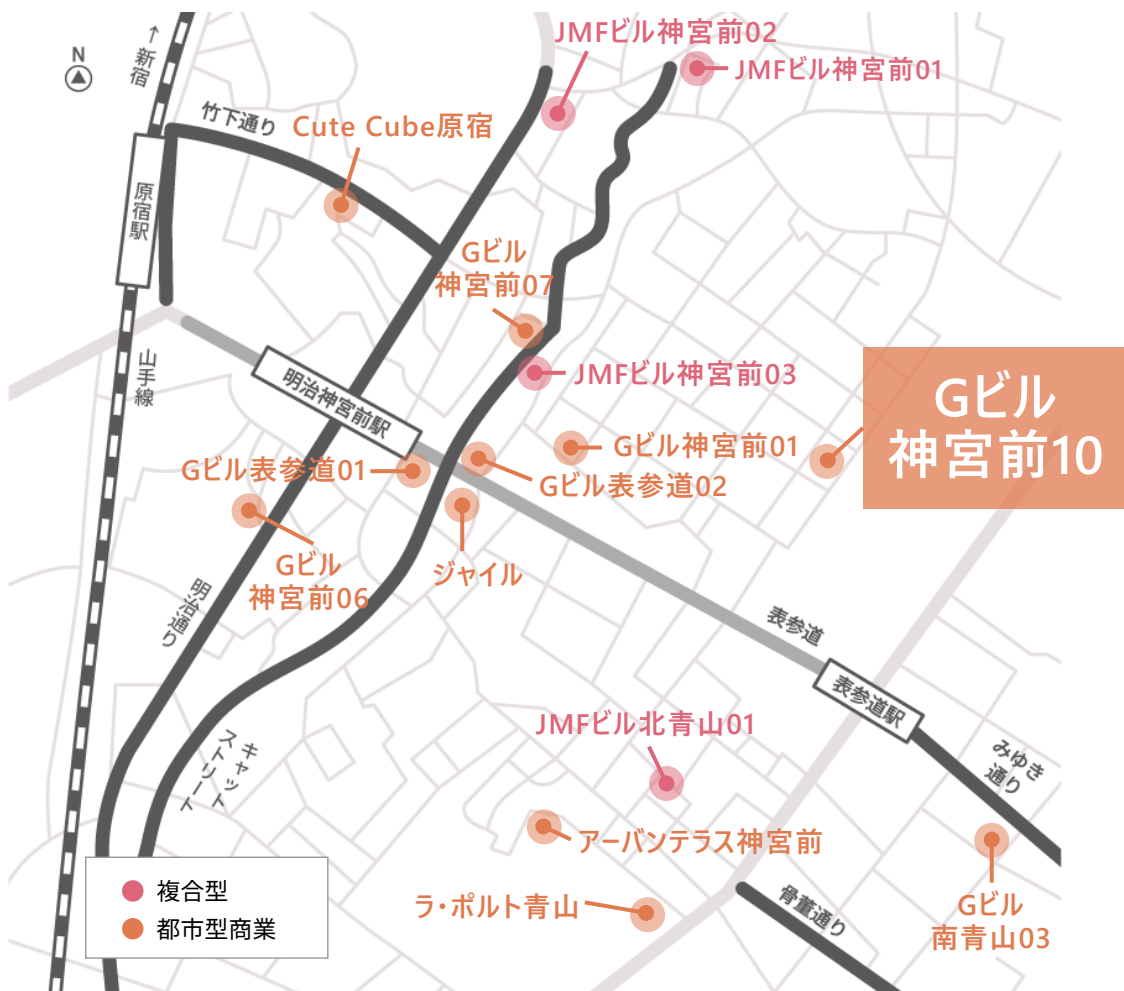 JMFビル神宮前02
JMFビル神宮前01
N
↑新宿
竹下通り
Cute Cube原宿
原宿駅
Gビル
神宮前07
山手線
明治神宮前駅
JMFビル神宮前03
Gビル
神宮前10
Gビル神宮前01
Gビル表参道01
Gビル表参道02
ジャイル
Gビル
神宮前06
明治通り
表参道
表参道駅
JMFビル北青山01
みゆき
通り
キャット
ストリート
アーバンテラス神宮前
複合型
都市型商業
ラ・ポルト青山
骨董通り
Gビル
南青山03